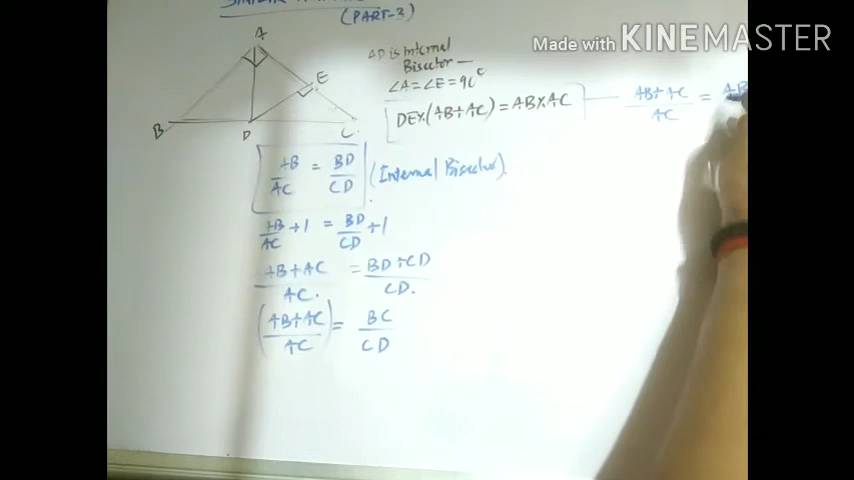 (PART-3)
Made with KINEMASTER
A
AD is Internal
Bisector —
∠A = ∠E = 90°
E
DE × (AB + AC) = AB × AC
AB + AC / AC = AB
B
D
C
AB / AC = BD / CD (Internal Bisector).
AB / AC + 1 = BD / CD + 1
AB + AC / AC. = BD + CD / CD.
(AB + AC / AC) = BC / CD